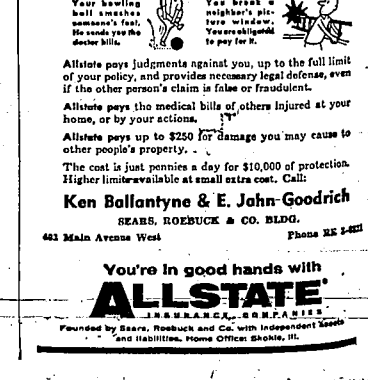 Your bowling
ball smashes
someone's foot.
He sends you the
doctor bills.
You break a
neighbor's pic-
ture window.
You are obligated
to pay for it.
Allstate pays judgments against you, up to the full limit
of your policy, and provides necessary legal defense, even
if the other person's claim is false or fraudulent.
Allstate pays the medical bills of others injured at your
home, or by your actions.
Allstate pays up to $250 for damage you may cause to
other people's property.
The cost is just pennies a day for $10,000 of protection.
Higher limits available at small extra cost. Call:
Ken Ballantyne & E. John Goodrich
SEARS, ROEBUCK & CO. BLDG.
Main Avenue West Phone RE
You're in good hands with
ALLSTATE
INSURANCE COMPANIES
Founded by Sears, Roebuck and Co. with independent assets
and liabilities. Home Office: Skokie, Ill.